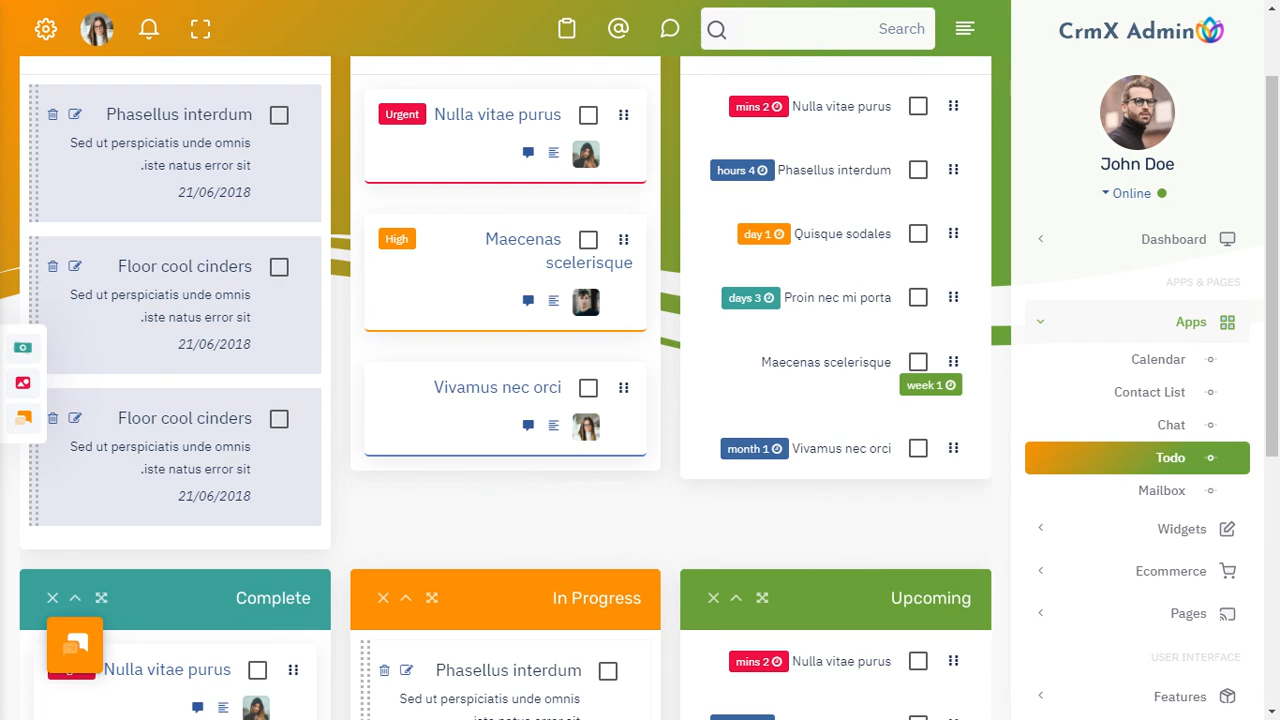 Search
CrmX Admin
John Doe
Online
Dashboard
APPS & PAGES
Apps
Calendar
Contact List
Chat
Todo
Mailbox
Widgets
Ecommerce
Pages
USER INTERFACE
Features
Phasellus interdum
Sed ut perspiciatis unde omnis
.iste natus error sit
21/06/2018
Floor cool cinders
Sed ut perspiciatis unde omnis
.iste natus error sit
21/06/2018
Floor cool cinders
Sed ut perspiciatis unde omnis
.iste natus error sit
21/06/2018
Urgent Nulla vitae purus
High Maecenas
scelerisque
Vivamus nec orci
mins 2 Nulla vitae purus
hours 4 Phasellus interdum
day 1 Quisque sodales
days 3 Proin nec mi porta
Maecenas scelerisque
week 1
month 1 Vivamus nec orci
Complete
Nulla vitae purus
In Progress
Phasellus interdum
Sed ut perspiciatis unde omnis
Upcoming
mins 2 Nulla vitae purus